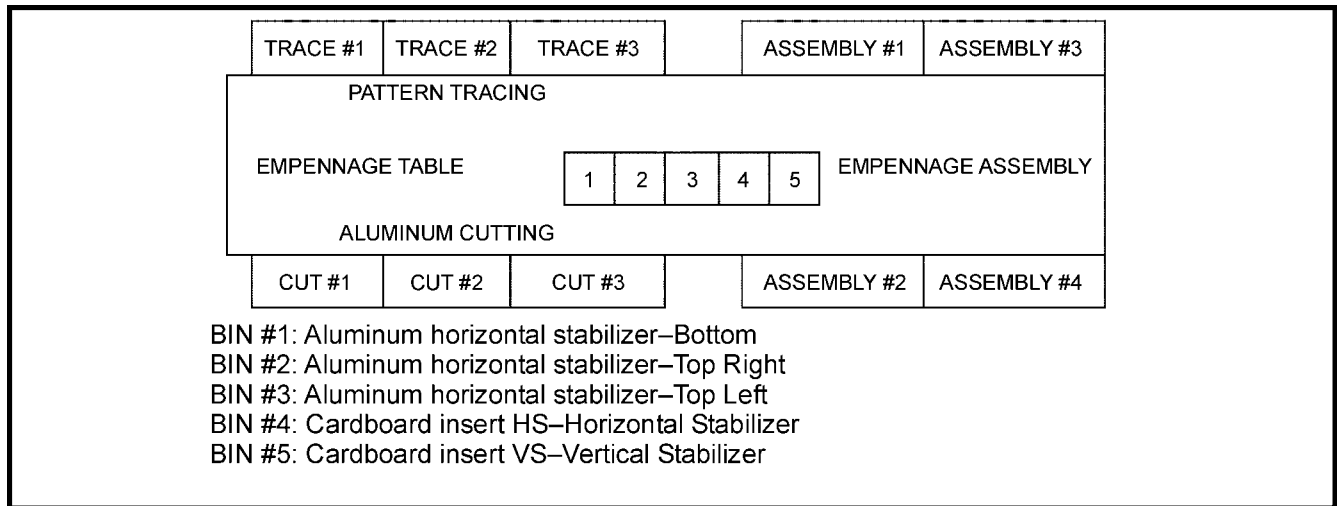 TRACE #1 TRACE #2 TRACE #3 ASSEMBLY #1 ASSEMBLY #3
PATTERN TRACING
EMPENNAGE TABLE 1 2 3 4 5 EMPENNAGE ASSEMBLY
ALUMINUM CUTTING
CUT #1 CUT #2 CUT #3 ASSEMBLY #2 ASSEMBLY #4
BIN #1: Aluminum horizontal stabilizer–Bottom
BIN #2: Aluminum horizontal stabilizer–Top Right
BIN #3: Aluminum horizontal stabilizer–Top Left
BIN #4: Cardboard insert HS–Horizontal Stabilizer
BIN #5: Cardboard insert VS–Vertical Stabilizer